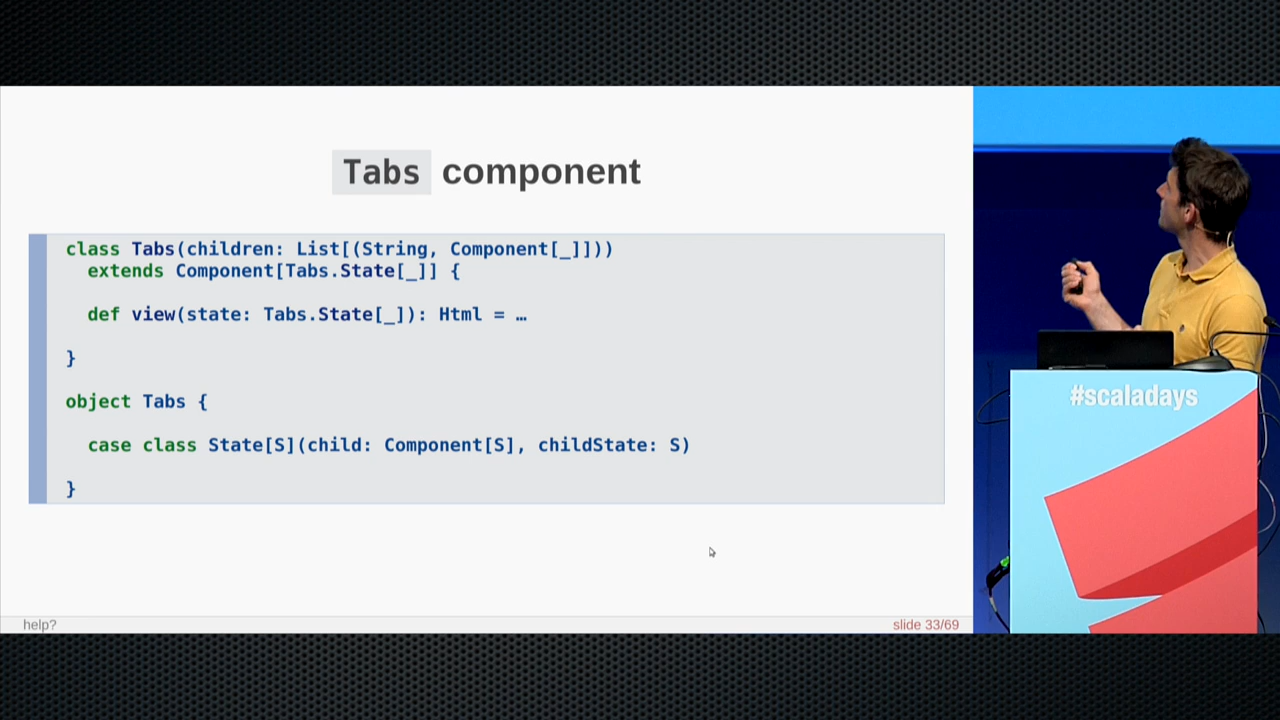 Tabs component
class Tabs(children: List[(String, Component[_])])
extends Component[Tabs.State[_]] {
def view(state: Tabs.State[_]): Html = …
}
object Tabs {
case class State[S](child: Component[S], childState: S)
}
help?
slide 33/69
#scaladays